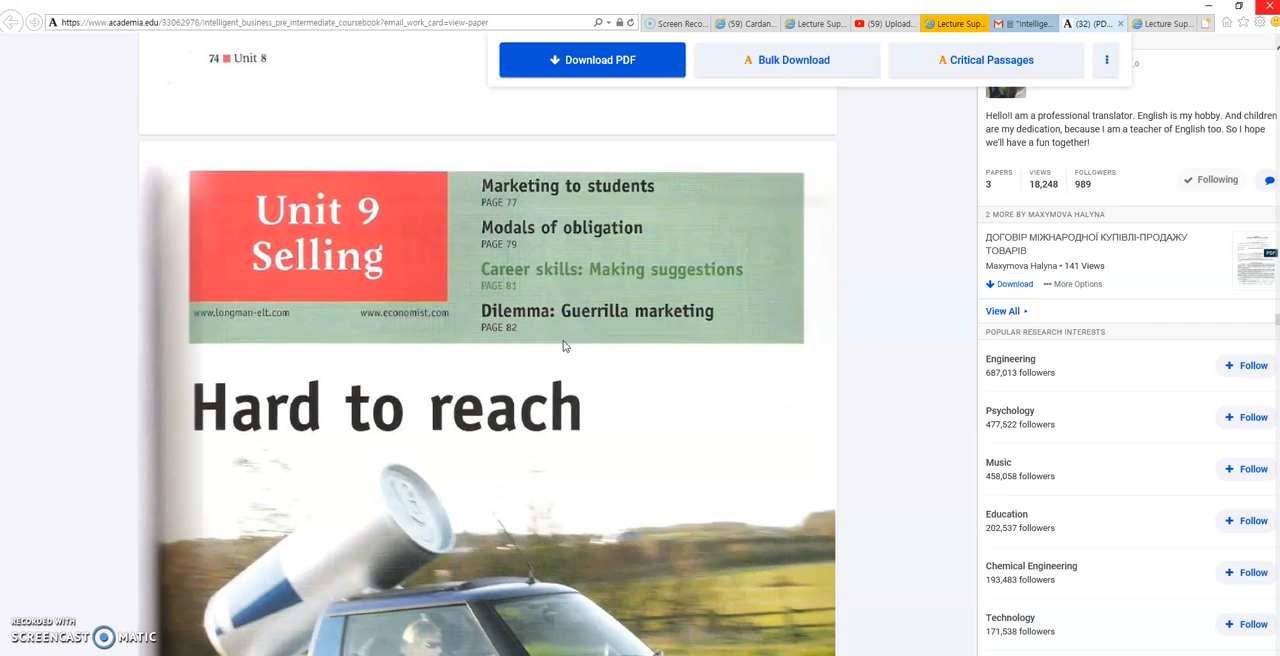 https://www.academia.edu/33062978/Intelligent_business_pre_intermediate_coursebook?email_work_card=view-paper
Screen Reco...
(59) Cardan...
Lecture Sup...
(59) Upload...
Lecture Sup...
"Intellige...
(32) (PD...
Lecture Sup...
74 Unit 8
Download PDF
Bulk Download
Critical Passages
Unit 9
Selling
www.longman-elt.com www.economist.com
Marketing to students
PAGE 77
Modals of obligation
PAGE 79
Career skills: Making suggestions
PAGE 81
Dilemma: Guerrilla marketing
PAGE 82
Hard to reach
Hello!I am a professional translator. English is my hobby. And children
are my dedication, because I am a teacher of English too. So I hope
we'll have a fun together!
PAPERS VIEWS FOLLOWERS
3 18,248 989
Following
2 MORE BY MAXYMOVA HALYNA
ДОГОВІР МІЖНАРОДНОЇ КУПІВЛІ-ПРОДАЖУ
ТОВАРІВ
Maxymova Halyna • 141 Views
PDF
Download ••• More Options
View All
POPULAR RESEARCH INTERESTS
Engineering
687,013 followers
Follow
Psychology
477,522 followers
Follow
Music
458,058 followers
Follow
Education
202,537 followers
Follow
Chemical Engineering
193,483 followers
Follow
Technology
171,538 followers
Follow
RECORDED WITH
SCREENCAST MATIC